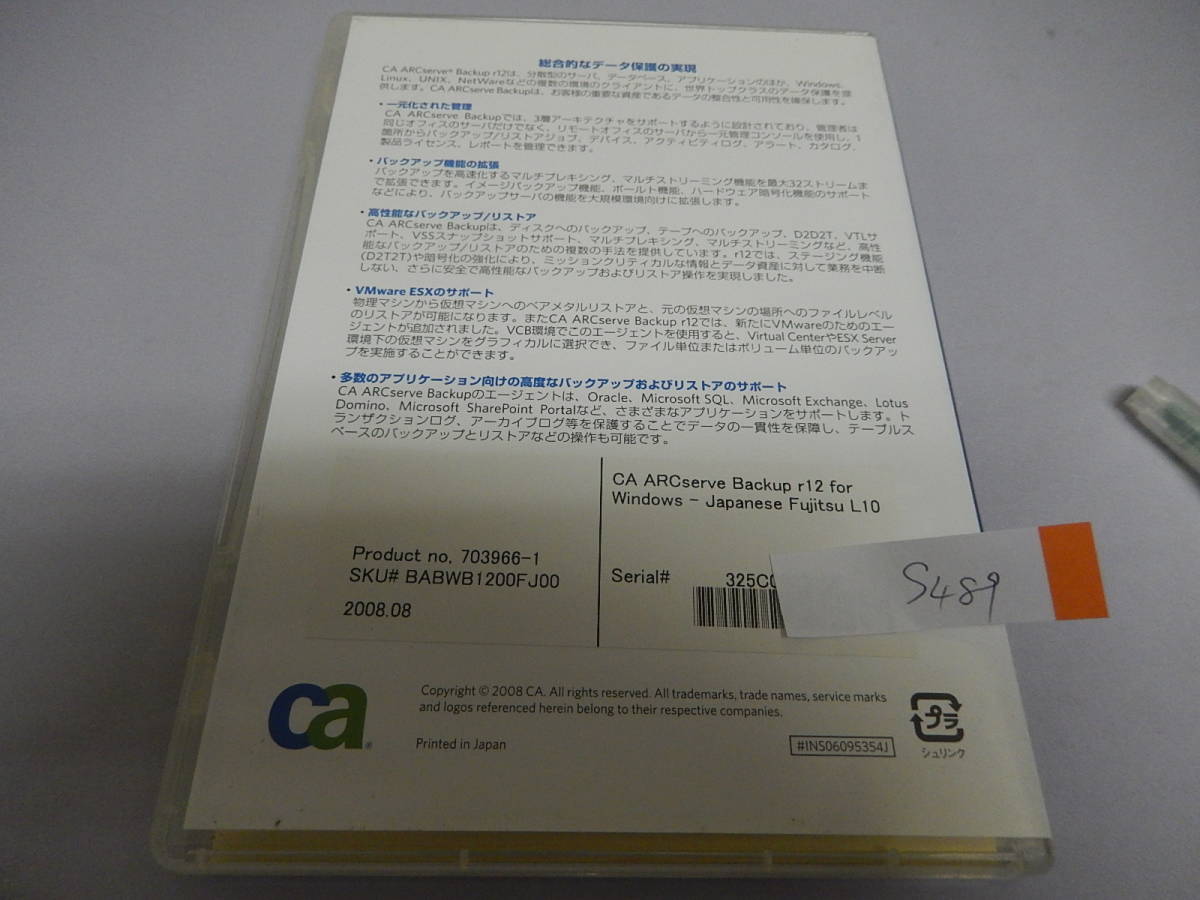 総合的なデータ保護の実現
CA ARCserve® Backup r12は、分散型のサーバ、データベース、アプリケーションのほか、Windows、
Linux、UNIX、NetWareなどの複数の環境のクライアントに、世界トップクラスのデータ保護を提
供します。CA ARCserve Backupは、お客様の重要な資産であるデータの整合性と可用性を確保します。
・一元化された管理
CA ARCserve Backupでは、3層アーキテクチャをサポートするように設計されており、管理者は
同じオフィスのサーバだけでなく、リモートオフィスのサーバから一元管理コンソールを使用し、1
箇所からバックアップ/リストアジョブ、デバイス、アクティビティログ、アラート、カタログ、
製品ライセンス、レポートを管理できます。
・バックアップ機能の拡張
バックアップを高速化するマルチプレキシング、マルチストリーミング機能を最大32ストリームま
で拡張できます。イメージバックアップ機能、ボールト機能、ハードウェア暗号化機能のサポート
などにより、バックアップサーバの機能を大規模環境向けに拡張します。
・高性能なバックアップ/リストア
CA ARCserve Backupは、ディスクへのバックアップ、テープへのバックアップ、D2D2T、VTLサ
ポート、VSSスナップショットサポート、マルチプレキシング、マルチストリーミングなど、高性
能なバックアップ/リストアのための複数の手法を提供しています。r12では、ステージング機能
(D2T2T)や暗号化の強化により、ミッションクリティカルな情報とデータ資産に対して業務を中断
しない、さらに安全で高性能なバックアップおよびリストア操作を実現しました。
・VMware ESXのサポート
物理マシンから仮想マシンへのベアメタルリストアと、元の仮想マシンの場所へのファイルレベル
のリストアが可能になります。またCA ARCserve Backup r12では、新たにVMwareのためのエー
ジェントが追加されました。VCB環境でこのエージェントを使用すると、Virtual CenterやESX Server
環境下の仮想マシンをグラフィカルに選択でき、ファイル単位またはボリューム単位のバックアッ
プを実施することができます。
・多数のアプリケーション向けの高度なバックアップおよびリストアのサポート
CA ARCserve Backupのエージェントは、Oracle、Microsoft SQL、Microsoft Exchange、Lotus
Domino、Microsoft SharePoint Portalなど、さまざまなアプリケーションをサポートします。ト
ランザクションログ、アーカイブログ等を保護することでデータの一貫性を保障し、テーブルス
ペースのバックアップとリストアなどの操作も可能です。
CA ARCserve Backup r12 for
Windows - Japanese Fujitsu L10
Product no. 703966-1
SKU# BABWB1200FJ00
2008.08
Serial# 325C
S489
ca®
Copyright © 2008 CA. All rights reserved. All trademarks, trade names, service marks
and logos referenced herein belong to their respective companies.
Printed in Japan
#INS06095354J
プラ
シュリンク